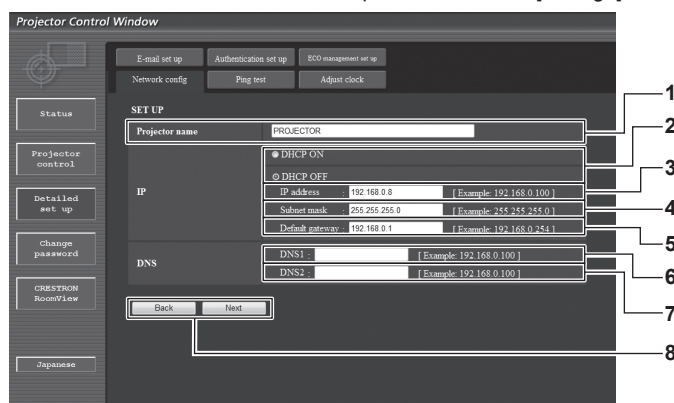 Projector Control Window
E-mail set up
Authentication set up
ECO management set up
Network config
Ping test
Adjust clock
Status
Projector
control
Detailed
set up
Change
password
CRESTRON
RoomView
Japanese
SET UP
Projector name
PROJECTOR
IP
DHCP ON
DHCP OFF
IP address : 192.168.0.8 [ Example: 192.168.0.100 ]
Subnet mask : 255.255.255.0 [ Example: 255.255.255.0 ]
Default gateway : 192.168.0.1 [ Example: 192.168.0.254 ]
DNS
DNS1 : [ Example: 192.168.0.100 ]
DNS2 : [ Example: 192.168.0.100 ]
Back
Next
1
2
3
4
5
6
7
8